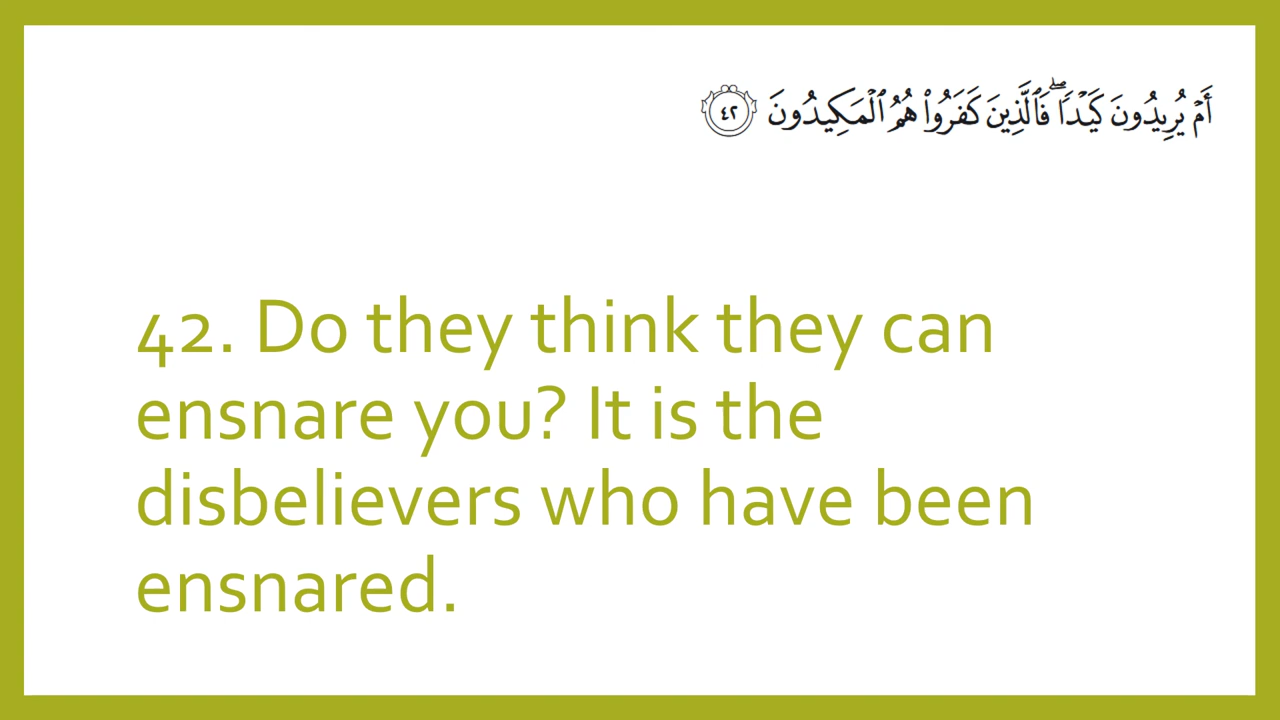 أَمْ يُرِيدُونَ كَيْدًا ۖ فَٱلَّذِينَ كَفَرُوا۟ هُمُ ٱلْمَكِيدُونَ ٤٢
42. Do they think they can
ensnare you? It is the
disbelievers who have been
ensnared.